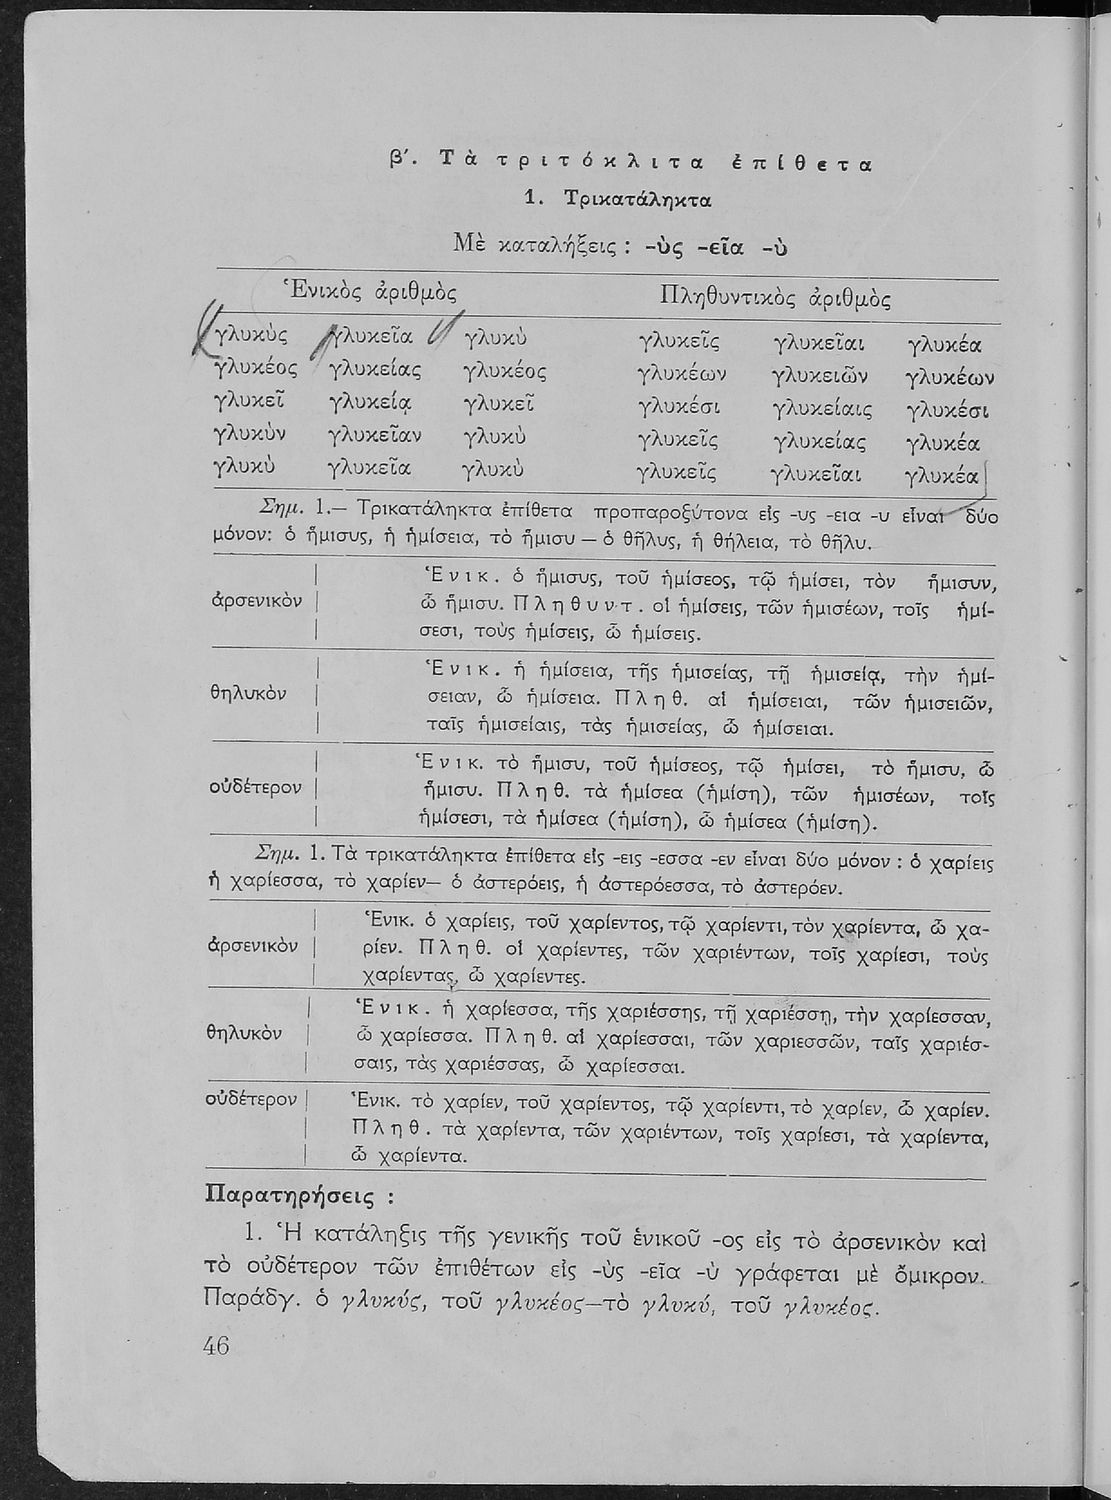 β΄. Τὰ τριτόκλιτα ἐπίθετα
1. Τρικατάληκτα
Μὲ καταλήξεις : -ὺς -εῖα -ὺ
Ἑνικὸς ἀριθμὸς Πληθυντικὸς ἀριθμὸς
γλυκὺς γλυκεῖα γλυκὺ γλυκεῖς γλυκεῖαι γλυκέα
γλυκέος γλυκείας γλυκέος γλυκέων γλυκειῶν γλυκέων
γλυκεῖ γλυκείᾳ γλυκεῖ γλυκέσι γλυκείαις γλυκέσι
γλυκὺν γλυκεῖαν γλυκὺ γλυκεῖς γλυκείας γλυκέα
γλυκὺ γλυκεῖα γλυκὺ γλυκεῖς γλυκεῖαι γλυκέα
Σημ. 1.— Τρικατάληκτα ἐπίθετα προπαροξύτονα εἰς -υς -εια -υ εἶναι δύο
μόνον: ὁ ἥμισυς, ἡ ἡμίσεια, τὸ ἥμισυ — ὁ θῆλυς, ἡ θήλεια, τὸ θῆλυ.
Ἑνικ. ὁ ἥμισυς, τοῦ ἡμίσεος, τῷ ἡμίσει, τὸν ἥμισυν,
ἀρσενικὸν ὦ ἥμισυ. Πληθυντ. οἱ ἡμίσεις, τῶν ἡμισέων, τοῖς ἡμί-
σεσι, τοὺς ἡμίσεις, ὦ ἡμίσεις.
Ἑνικ. ἡ ἡμίσεια, τῆς ἡμισείας, τῇ ἡμισείᾳ, τὴν ἡμί-
θηλυκὸν σειαν, ὦ ἡμίσεια. Πληθ. αἱ ἡμίσειαι, τῶν ἡμισειῶν,
ταῖς ἡμισείαις, τὰς ἡμισείας, ὦ ἡμίσειαι.
Ἑνικ. τὸ ἥμισυ, τοῦ ἡμίσεος, τῷ ἡμίσει, τὸ ἥμισυ, ὦ
οὐδέτερον ἥμισυ. Πληθ. τὰ ἡμίσεα (ἡμίση), τῶν ἡμισέων, τοῖς
ἡμίσεσι, τὰ ἡμίσεα (ἡμίση), ὦ ἡμίσεα (ἡμίση).
Σημ. 1. Τὰ τρικατάληκτα ἐπίθετα εἰς -εις -εσσα -εν εἶναι δύο μόνον : ὁ χαρίεις
ἡ χαρίεσσα, τὸ χαρίεν— ὁ ἀστερόεις, ἡ ἀστερόεσσα, τὸ ἀστερόεν.
Ἑνικ. ὁ χαρίεις, τοῦ χαρίεντος, τῷ χαρίεντι, τὸν χαρίεντα, ὦ χα-
ἀρσενικὸν ρίεν. Πληθ. οἱ χαρίεντες, τῶν χαριέντων, τοῖς χαρίεσι, τοὺς
χαρίεντας, ὦ χαρίεντες.
Ἑνικ. ἡ χαρίεσσα, τῆς χαριέσσης, τῇ χαριέσσῃ, τὴν χαρίεσσαν,
θηλυκὸν ὦ χαρίεσσα. Πληθ. αἱ χαρίεσσαι, τῶν χαριεσσῶν, ταῖς χαριέσ-
σαις, τὰς χαριέσσας, ὦ χαρίεσσαι.
οὐδέτερον Ἑνικ. τὸ χαρίεν, τοῦ χαρίεντος, τῷ χαρίεντι, τὸ χαρίεν, ὦ χαρίεν.
Πληθ. τὰ χαρίεντα, τῶν χαριέντων, τοῖς χαρίεσι, τὰ χαρίεντα,
ὦ χαρίεντα.
Παρατηρήσεις :
1. Ἡ κατάληξις τῆς γενικῆς τοῦ ἑνικοῦ -ος εἰς τὸ ἀρσενικὸν καὶ
τὸ οὐδέτερον τῶν ἐπιθέτων εἰς -ὺς -εῖα -ὺ γράφεται μὲ ὄμικρον.
Παράδγ. ὁ γλυκύς, τοῦ γλυκέος—τὸ γλυκύ, τοῦ γλυκέος.
46